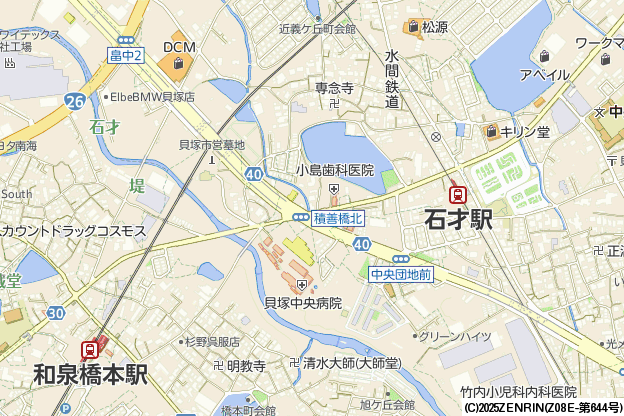 近義ケ丘町会館
松源
ワイテックス
DCM
水間鉄道
ワークマ
社工場
畠中2
アベイル
専念寺
ElbeBMW貝塚店
26
石才
キリン堂
中
ヨタ南海
貝塚市営墓地
小島歯科医院
40
堤
South
積善橋北
石才駅
カウントドラッグコスモス
40
正
中央団地前
城堂
貝塚中央病院
30
グリーンハイツ
杉野呉服店
光メ
和泉橋本駅
明教寺
清水大師(大師堂)
竹内小児科内科医院
橋本町会館
旭ケ丘会館
(C)2025ZENRIN(Z08E-第644号)